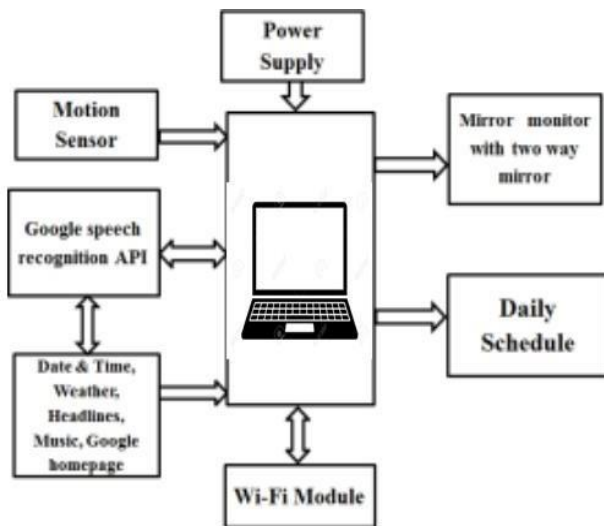 Power
Supply
Motion
Sensor
Mirror monitor
with two way
mirror
Google speech
recognition API
Daily
Schedule
Date & Time,
Weather,
Headlines,
Music, Google
homepage
Wi-Fi Module